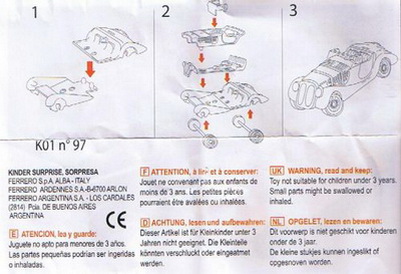 1
2
3
K01 n° 97
KINDER SURPRISE, SORPRESA
FERRERO S.p.A. ALBA - ITALY
FERRERO ARDENNES S.A.-B-6700 ARLON
FERRERO ARGENTINA S.A. - LOS CARDALES
(2814) Pcia. DE BUENOS AIRES
ARGENTINA
CE
E ATENCION, lea y guarde:
Juguete no apto para menores de 3 años.
Las partes pequeñas podrían ser ingeridas
o inhaladas.
F ATTENTION, à lire et à conserver:
Jouet ne convenant pas aux enfants de
moins de 3 ans. Les petites pièces
pourraient être avalées ou inhalées.
D ACHTUNG, lesen und aufbewahren:
Dieser Artikel ist für Kleinkinder unter 3
Jahren nicht geeignet. Die Kleinteile
könnten verschluckt oder eingeatmet
werden.
UK WARNING, read and keep:
Toy not suitable for children under 3 years.
Small parts might be swallowed or
inhaled.
NL OPGELET, lezen en bewaren:
Dit voorwerp is niet geschikt voor kinderen
onder de 3 jaar.
De kleine stukjes kunnen ingeslikt of
opgesnoven worden.